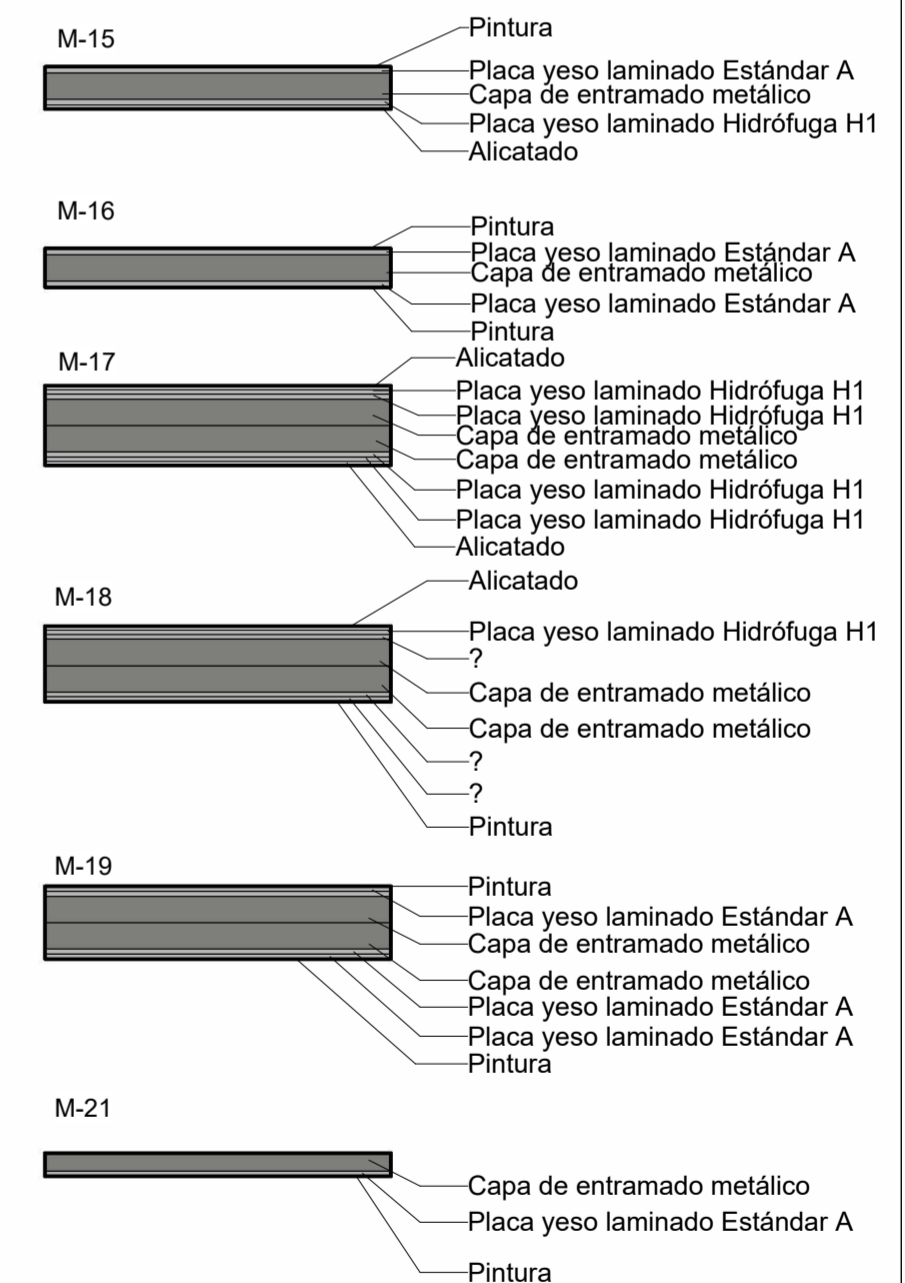 M-15
Pintura
Placa yeso laminado Estándar A
Capa de entramado metálico
Placa yeso laminado Hidrófuga H1
Alicatado
M-16
Pintura
Placa yeso laminado Estándar A
Capa de entramado metálico
Placa yeso laminado Estándar A
Pintura
M-17
Alicatado
Placa yeso laminado Hidrófuga H1
Placa yeso laminado Hidrófuga H1
Capa de entramado metálico
Capa de entramado metálico
Placa yeso laminado Hidrófuga H1
Placa yeso laminado Hidrófuga H1
Alicatado
M-18
Alicatado
Placa yeso laminado Hidrófuga H1
?
Capa de entramado metálico
Capa de entramado metálico
?
?
Pintura
M-19
Pintura
Placa yeso laminado Estándar A
Capa de entramado metálico
Capa de entramado metálico
Placa yeso laminado Estándar A
Placa yeso laminado Estándar A
Pintura
M-21
Capa de entramado metálico
Placa yeso laminado Estándar A
Pintura